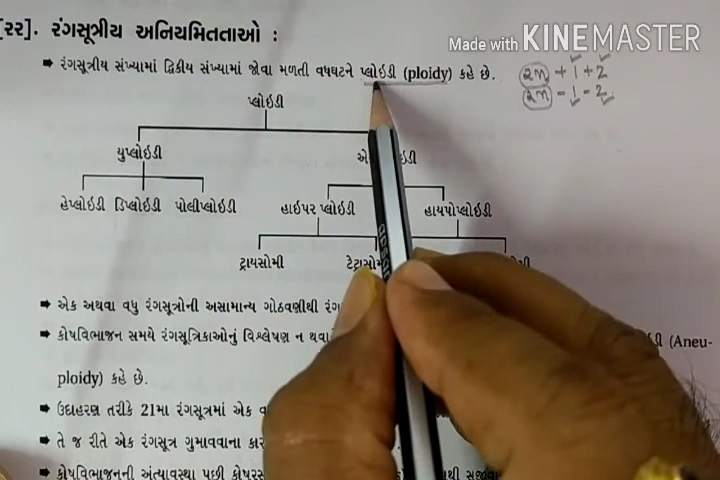 [૨૨]. રંગસૂત્રીય અનિયમિતતાઓ :
Made with KINEMASTER
➡ રંગસૂત્રીય સંખ્યામાં દ્વિકીય સંખ્યામાં જોવા મળતી વધઘટને પ્લોઇડી (ploidy) કહે છે.
2n + 1 + 2
2n - 1 - 2
પ્લોઇડી
યુપ્લોઇડી
હેપ્લોઇડી ડિપ્લોઇડી પોલીપ્લોઇડી
હાઇપર પ્લોઇડી હાયપોપ્લોઇડી
ટ્રાયસોમી
➡ એક અથવા વધુ રંગસૂત્રોની અસામાન્ય ગોઠવણીથી
➡ કોષવિભાજન સમયે રંગસૂત્રિકાઓનું વિશ્લેષણ ન (Aneu-
ploidy) કહે છે.
➡ ઉદાહરણ તરીકે 21મા રંગસૂત્રમાં એક
➡ તે જ રીતે એક રંગસૂત્ર ગુમાવવાના
➡ કોષવિભાજનની અંત્યાવસ્થા પછી